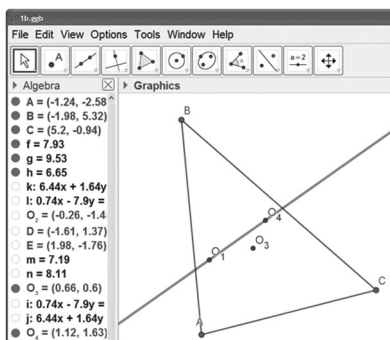 1b.ggb
File Edit View Options Tools Window Help
A
a=2
Algebra
Graphics
A = (-1.24, -2.58
B = (-1.98, 5.32)
C = (5.2, -0.94)
f = 7.93
g = 9.53
h = 6.65
k: 6.44x + 1.64y
l: 0.74x - 7.9y =
O₂ = (-0.26, -1.4
D = (-1.61, 1.37)
E = (1.98, -1.76)
m = 7.19
n = 8.11
O₃ = (0.66, 0.6)
i: 0.74x - 7.9y =
j: 6.44x + 1.64y
O₄ = (1.12, 1.63)
B
O₄
O₃
O₁
C
A